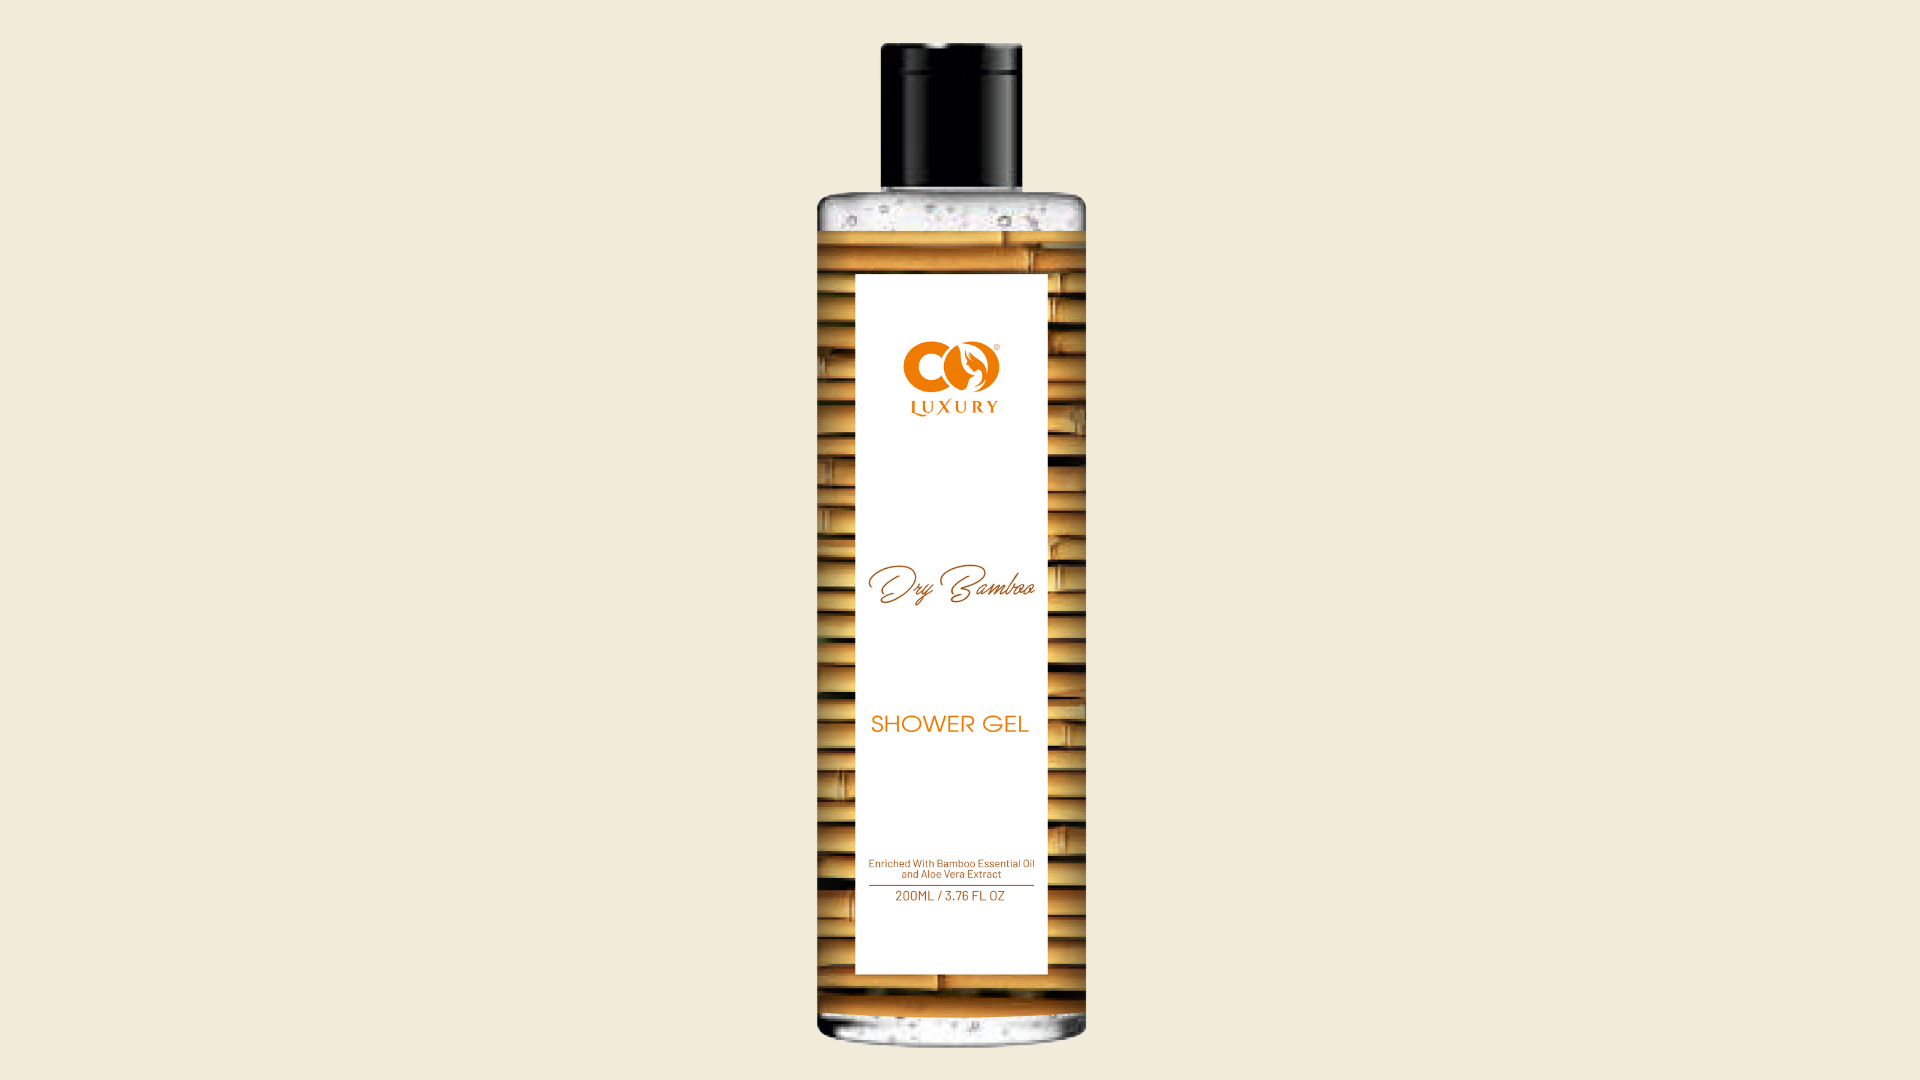 CO®
LUXURY
Dry Bamboo
SHOWER GEL
Enriched With Bamboo Essential Oil
and Aloe Vera Extract
200ML / 3.76 FL OZ